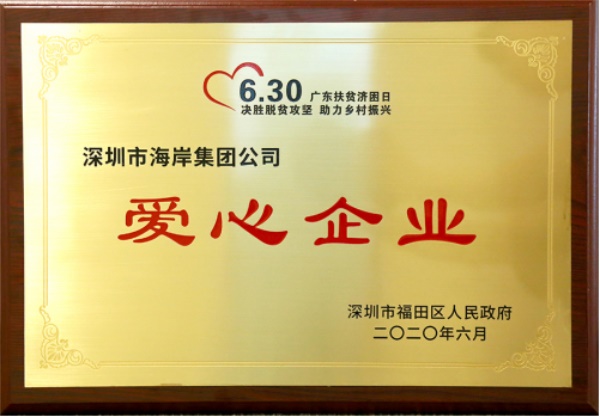 6.30 广东扶贫济困日
决胜脱贫攻坚 助力乡村振兴
深圳市海岸集团公司
爱心企业
深圳市福田区人民政府
二〇二〇年六月